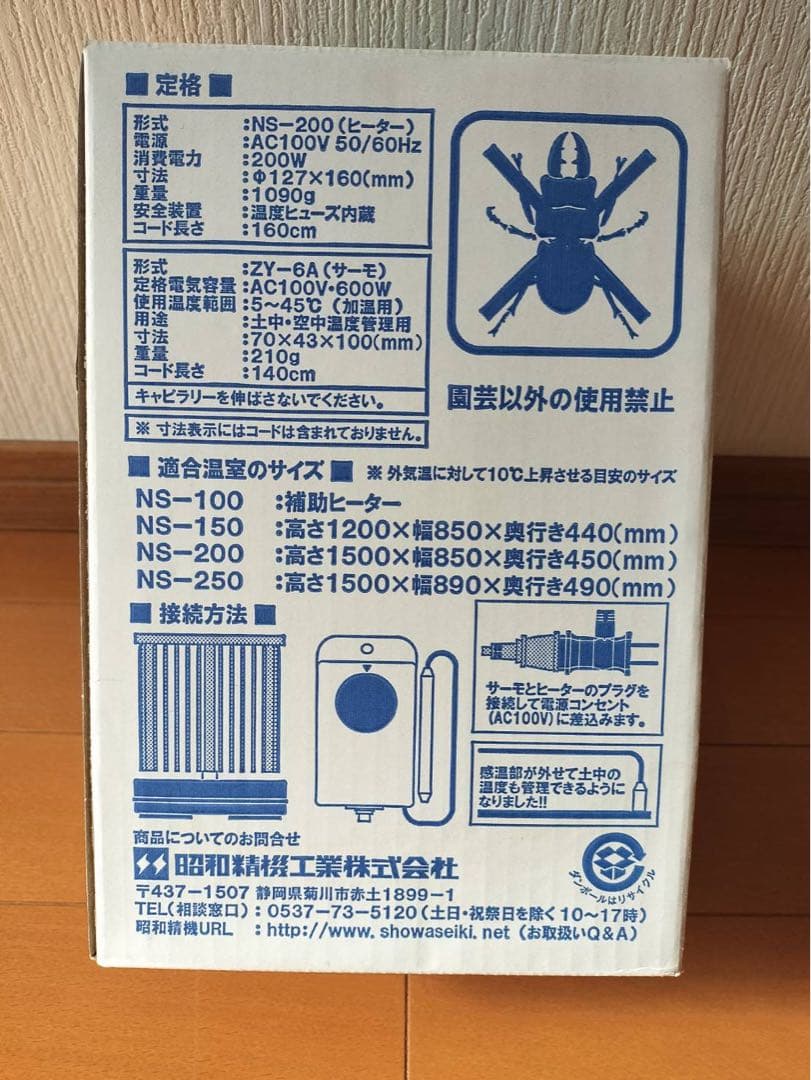 ■ 定格 ■
形式 :NS-200(ヒーター)
電源 :AC100V 50/60Hz
消費電力 :200W
寸法 :Φ127×160(mm)
重量 :1090g
安全装置 :温度ヒューズ内蔵
コード長さ :160cm
形式 :ZY-6A(サーモ)
定格電気容量 :AC100V・600W
使用温度範囲 :5〜45℃(加温用)
用途 :土中・空中温度管理用
寸法 :70×43×100(mm)
重量 :210g
コード長さ :140cm
キャピラリーを伸ばさないでください。
※ 寸法表示にはコードは含まれておりません。
園芸以外の使用禁止
■ 適合温室のサイズ ■ ※ 外気温に対して10℃上昇させる目安のサイズ
NS-100 :補助ヒーター
NS-150 :高さ1200×幅850×奥行き440(mm)
NS-200 :高さ1500×幅850×奥行き450(mm)
NS-250 :高さ1500×幅890×奥行き490(mm)
■ 接続方法 ■
サーモとヒーターのプラグを
接続して電源コンセント
(AC100V)に差込みます。
感温部が外せて土中の
温度も管理できるように
なりました!!
商品についてのお問合せ
昭和精機工業株式会社
〒437-1507 静岡県菊川市赤土1899-1
TEL(相談窓口):0537-73-5120(土日・祝祭日を除く10〜17時)
昭和精機URL :http://www.showaseiki.net(お取扱いQ&A)
ダンボールはリサイクル